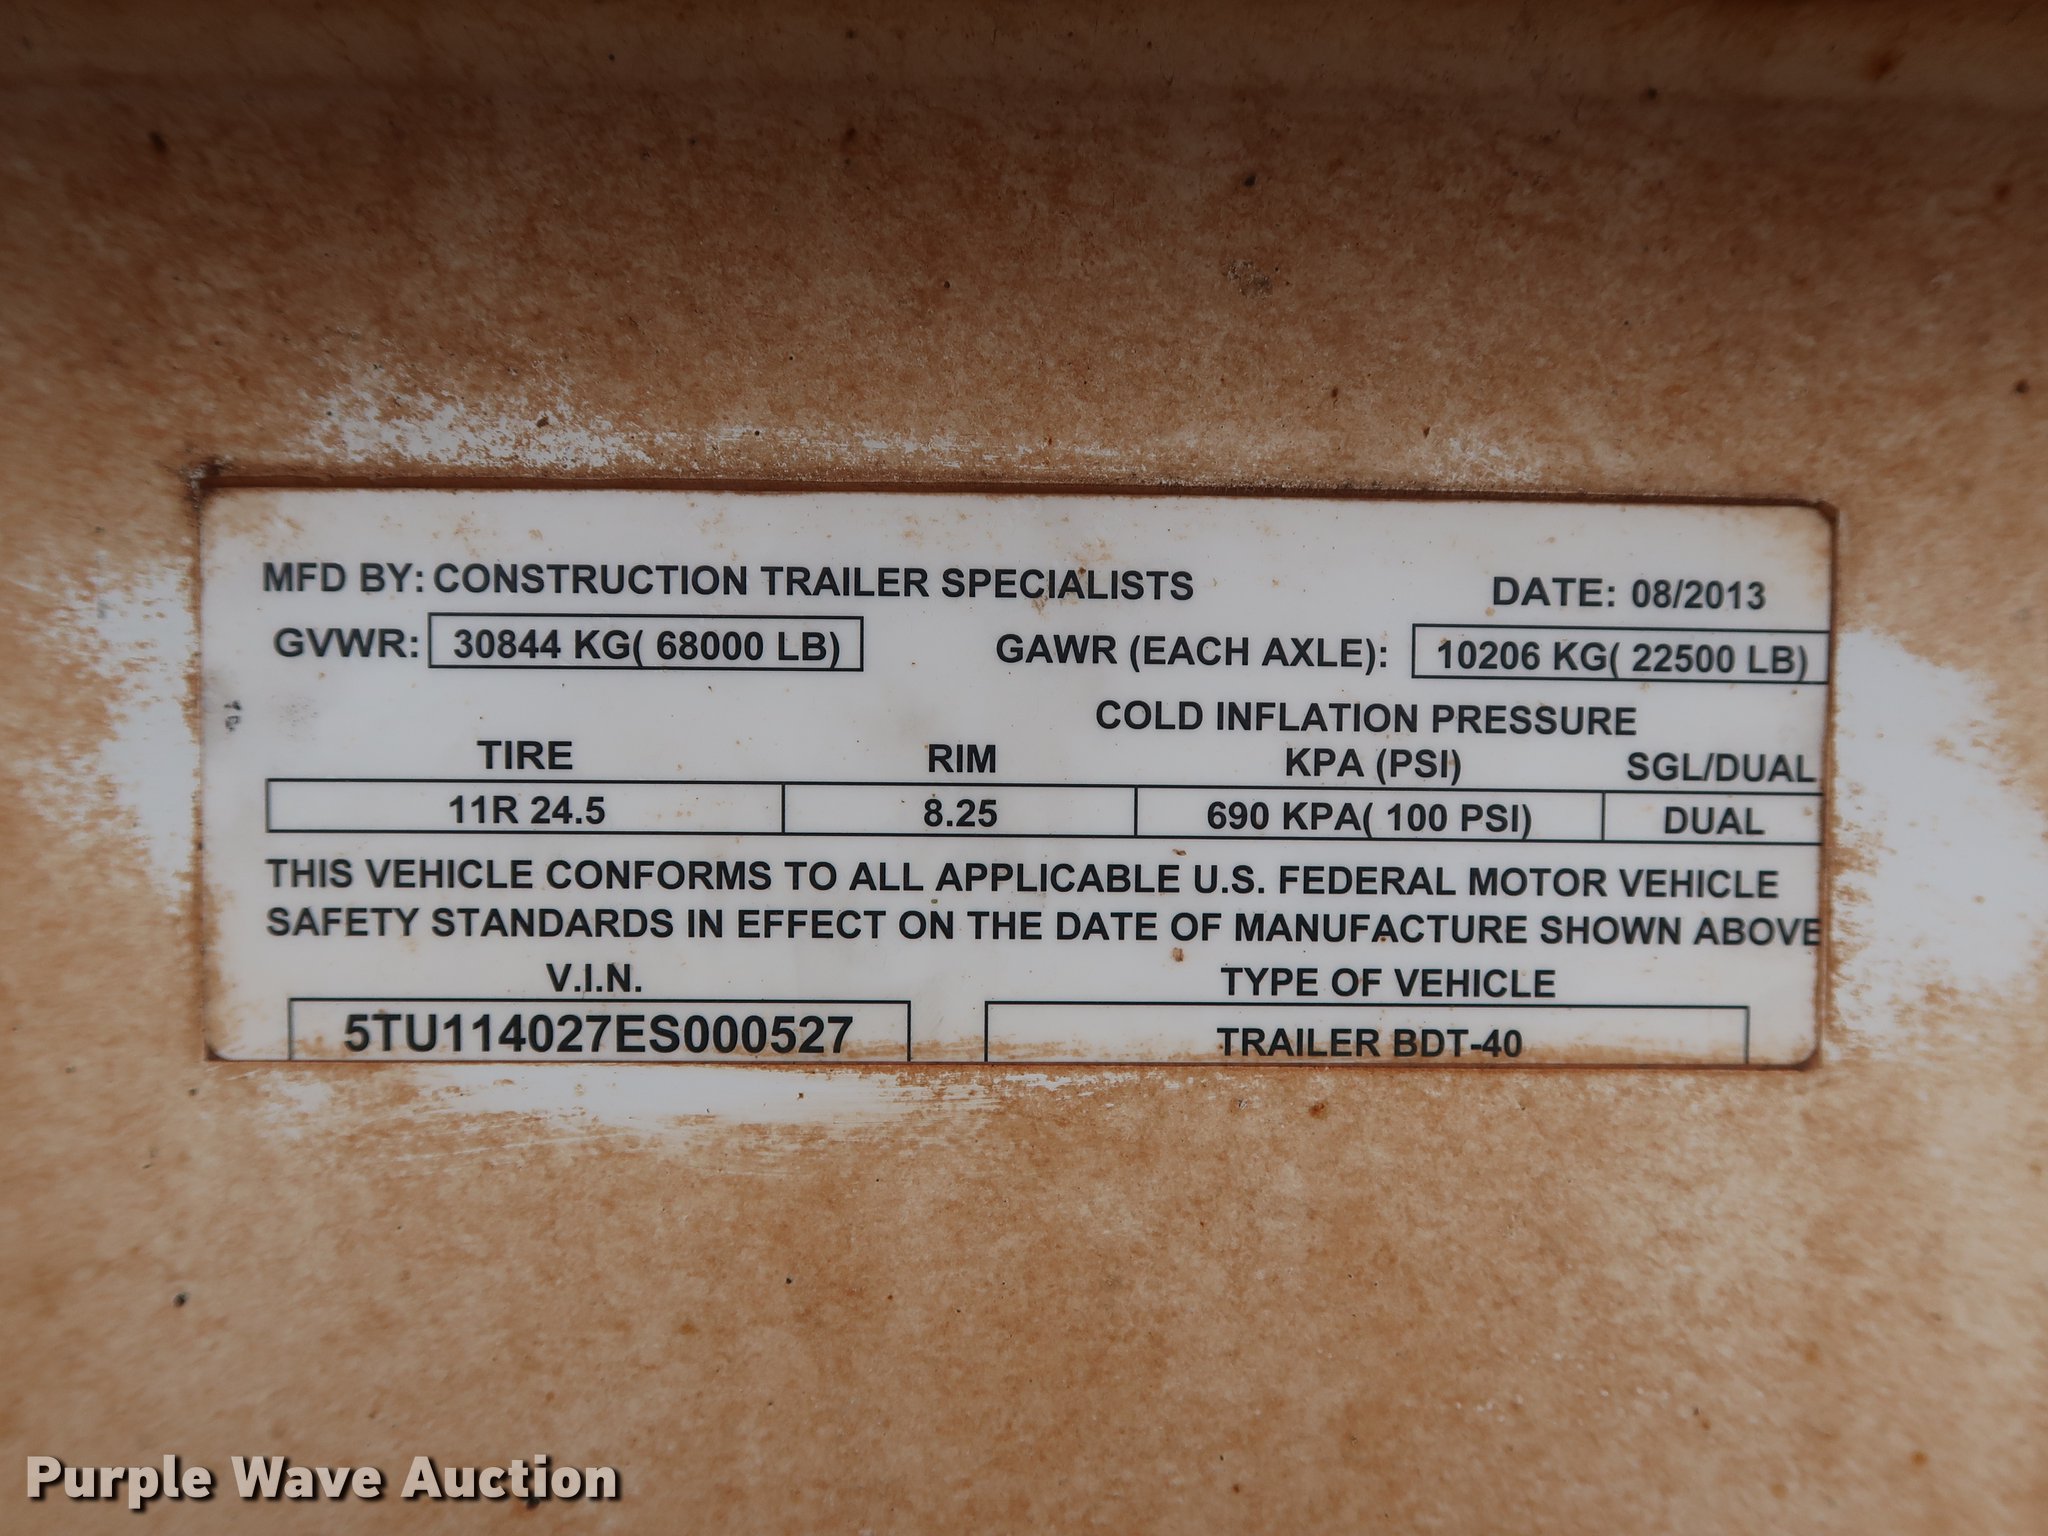 MFD BY: CONSTRUCTION TRAILER SPECIALISTS DATE: 08/2013
GVWR: 30844 KG( 68000 LB) GAWR (EACH AXLE): 10206 KG( 22500 LB)
COLD INFLATION PRESSURE
TIRE RIM KPA (PSI) SGL/DUAL
11R 24.5 8.25 690 KPA( 100 PSI) DUAL
THIS VEHICLE CONFORMS TO ALL APPLICABLE U.S. FEDERAL MOTOR VEHICLE
SAFETY STANDARDS IN EFFECT ON THE DATE OF MANUFACTURE SHOWN ABOVE
V.I.N. TYPE OF VEHICLE
5TU114027ES000527 TRAILER BDT-40
Purple Wave Auction